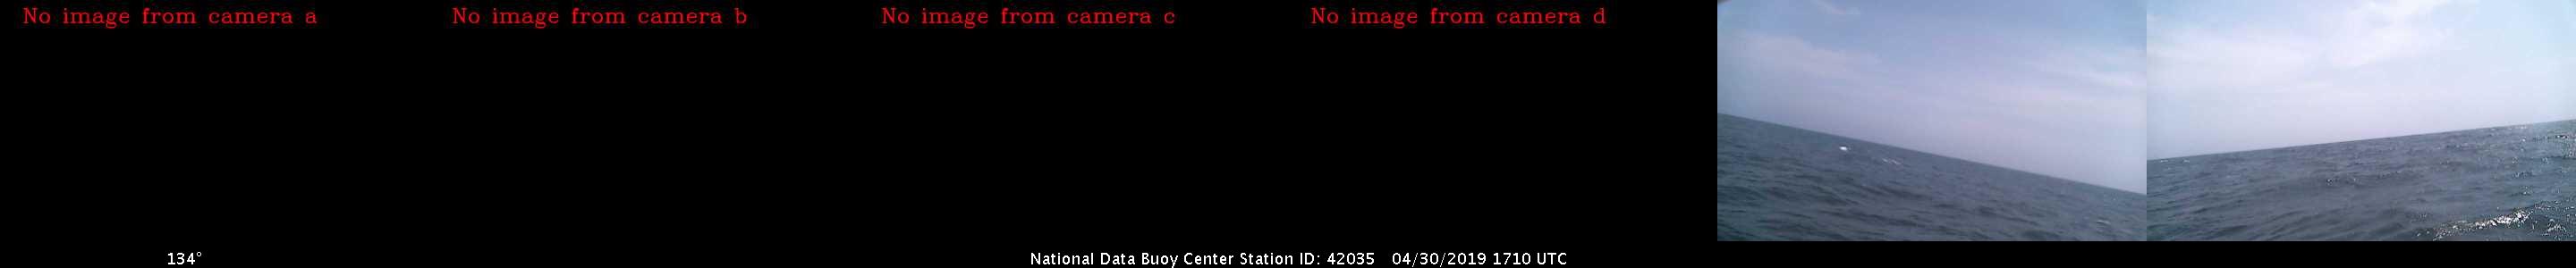 No image from camera a
No image from camera b
No image from camera c
No image from camera d
134°
National Data Buoy Center Station ID: 42035 04/30/2019 1710 UTC